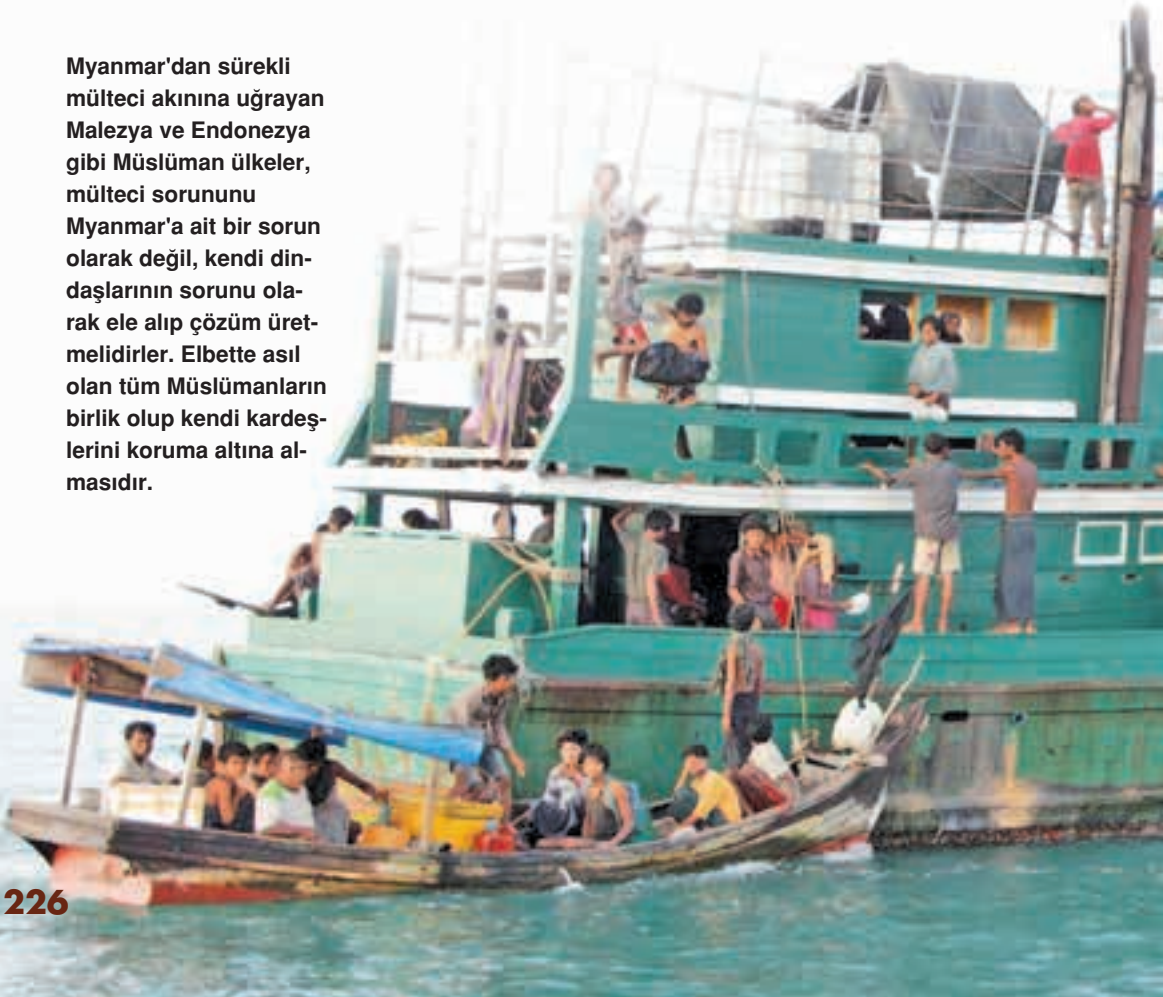 Myanmar'dan sürekli
mülteci akınına uğrayan
Malezya ve Endonezya
gibi Müslüman ülkeler,
mülteci sorununu
Myanmar'a ait bir sorun
olarak değil, kendi din-
daşlarının sorunu ola-
rak ele alıp çözüm üret-
melidirler. Elbette asıl
olan tüm Müslümanların
birlik olup kendi kardeş-
lerini koruma altına al-
masıdır.
226